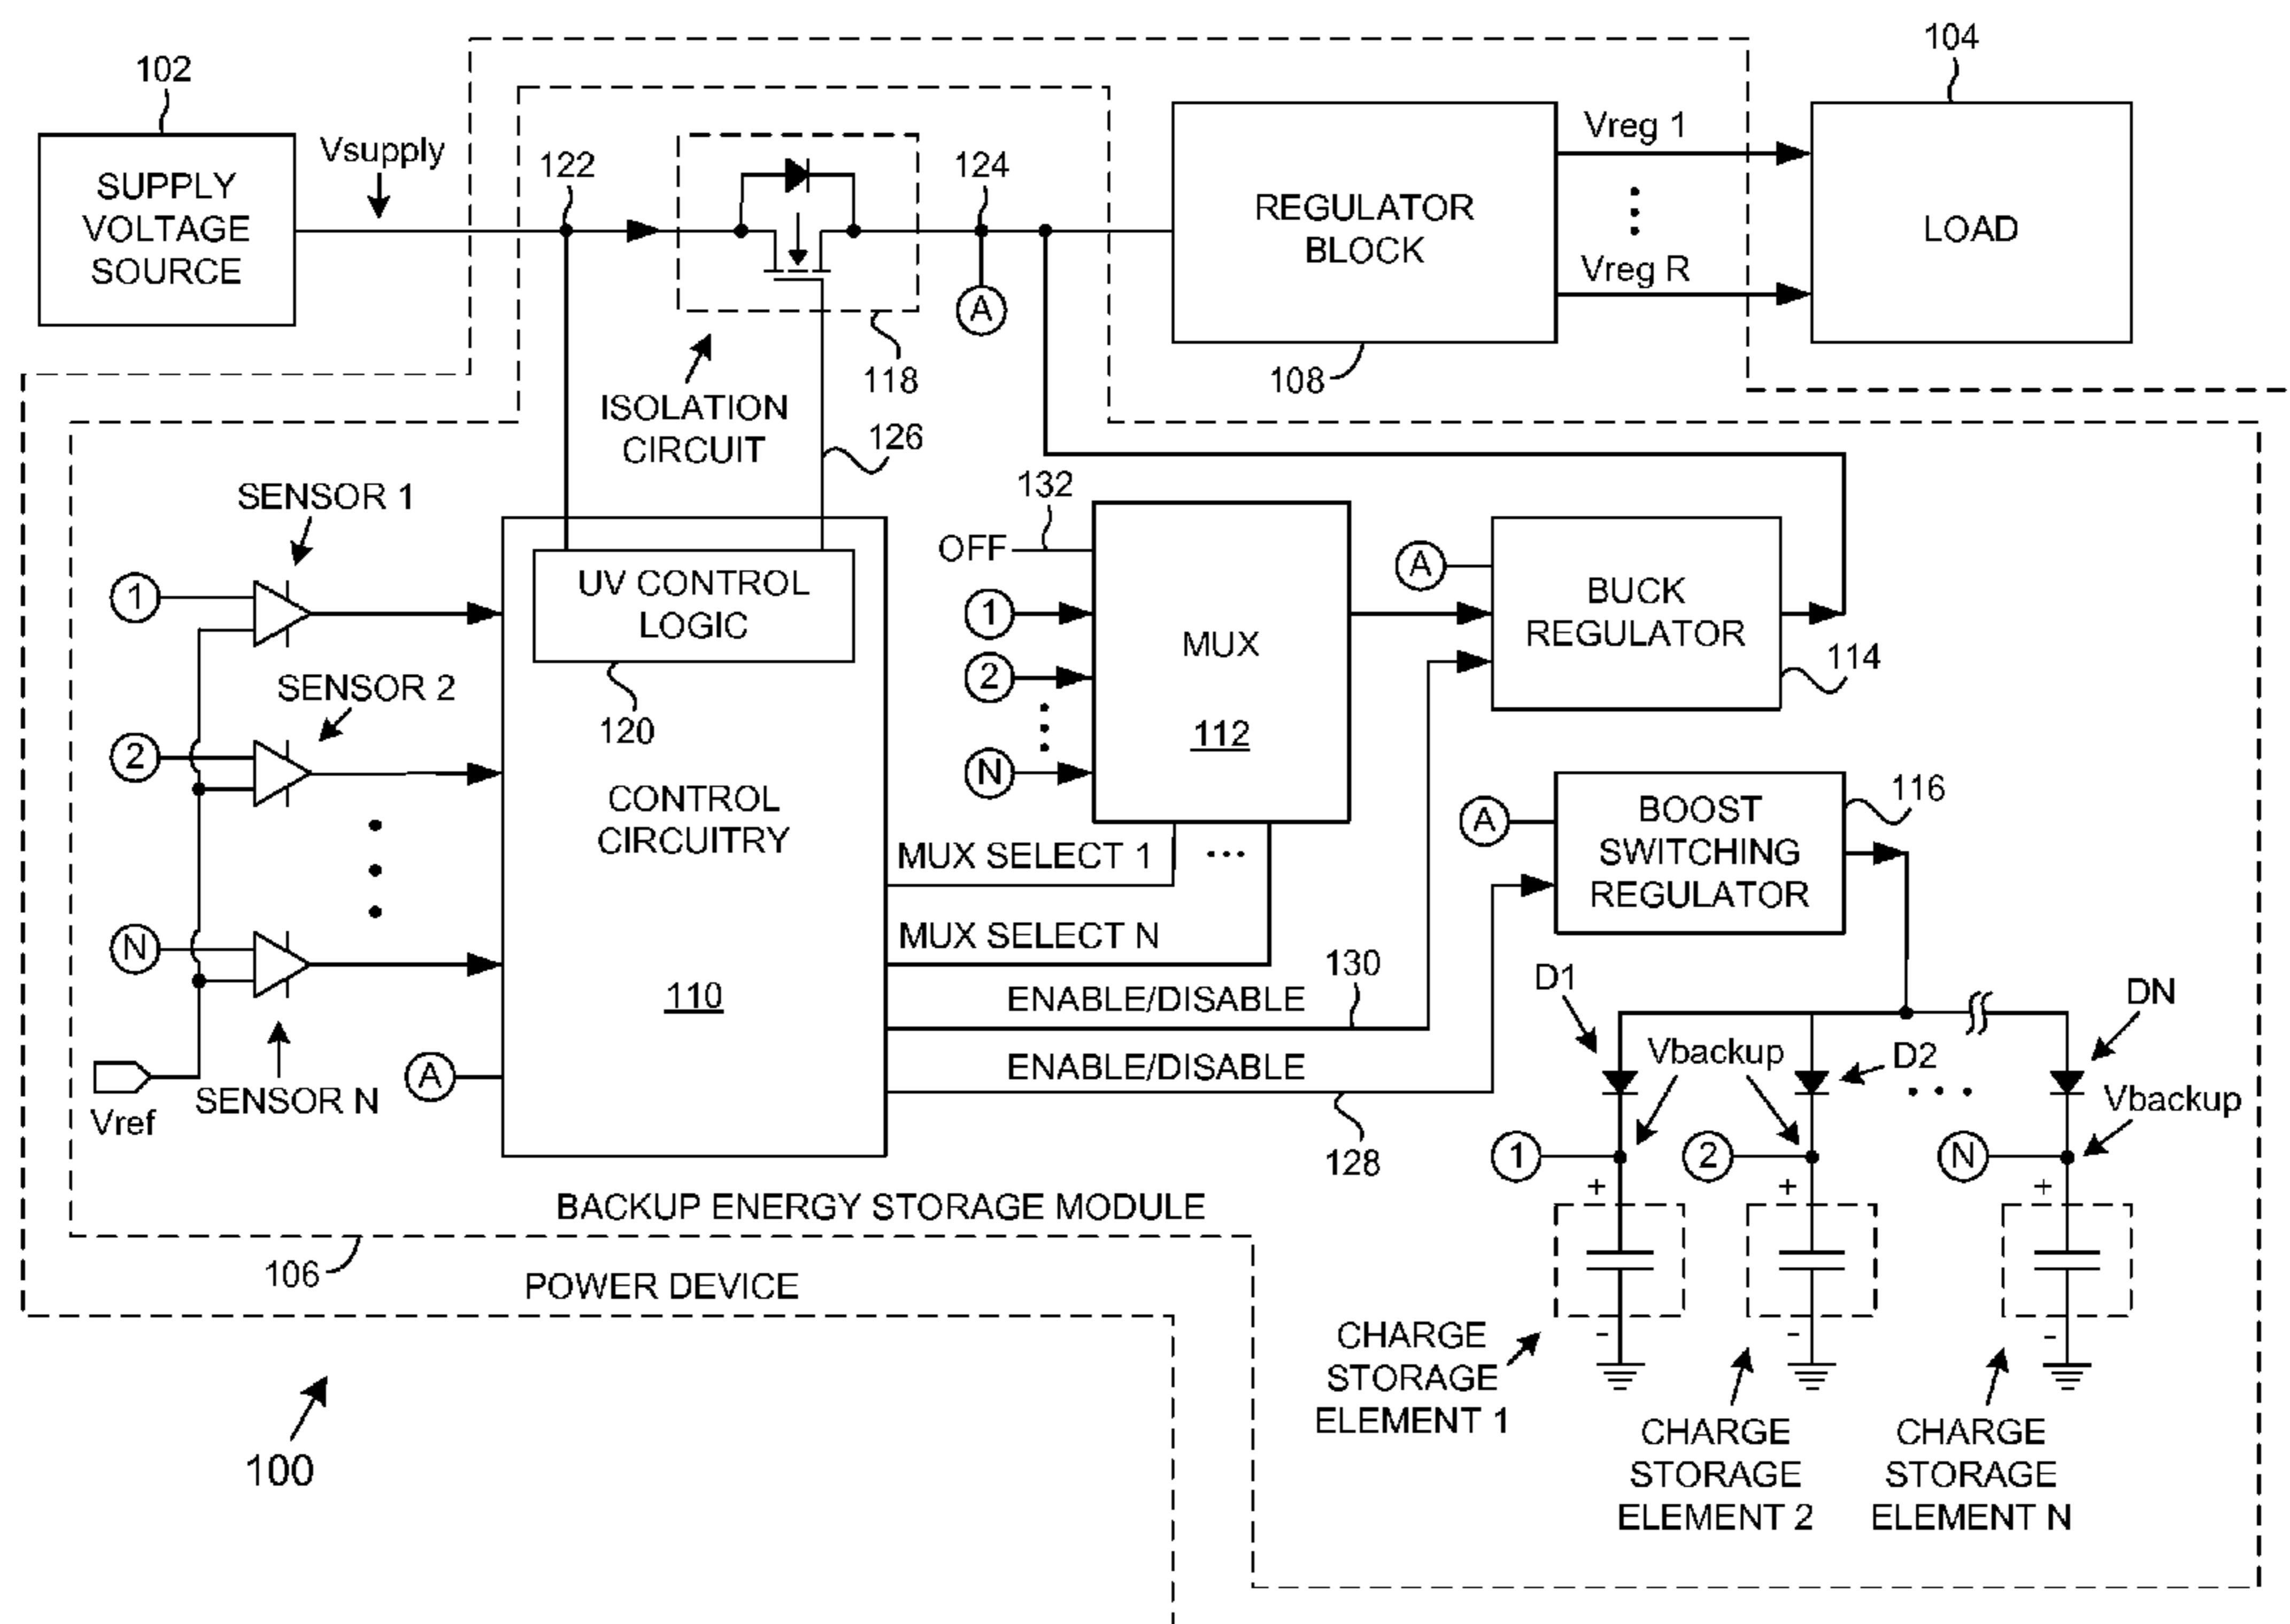 102
104
Vsupply
SUPPLY
VOLTAGE
SOURCE
122
124
A
118
ISOLATION
CIRCUIT
126
REGULATOR
BLOCK
108
Vreg 1
Vreg R
LOAD
SENSOR 1
1
SENSOR 2
2
N
SENSOR N
Vref
UV CONTROL
LOGIC
120
CONTROL
CIRCUITRY
110
A
132
OFF
1
2
N
MUX
112
MUX SELECT 1
...
MUX SELECT N
ENABLE/DISABLE
130
ENABLE/DISABLE
128
A
BUCK
REGULATOR
114
A
BOOST
SWITCHING
REGULATOR
116
D1
Vbackup
D2
DN
Vbackup
1
2
N
+
+
+
-
-
-
CHARGE
STORAGE
ELEMENT 1
CHARGE
STORAGE
ELEMENT 2
CHARGE
STORAGE
ELEMENT N
BACKUP ENERGY STORAGE MODULE
106
POWER DEVICE
100